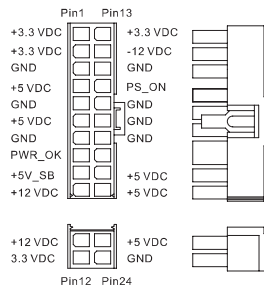 Pin1 Pin13
+3.3 VDC +3.3 VDC
+3.3 VDC -12 VDC
GND GND
+5 VDC PS_ON
GND GND
+5 VDC GND
GND GND
PWR_OK
+5V_SB +5 VDC
+12 VDC +5 VDC
+12 VDC +5 VDC
3.3 VDC GND
Pin12 Pin24